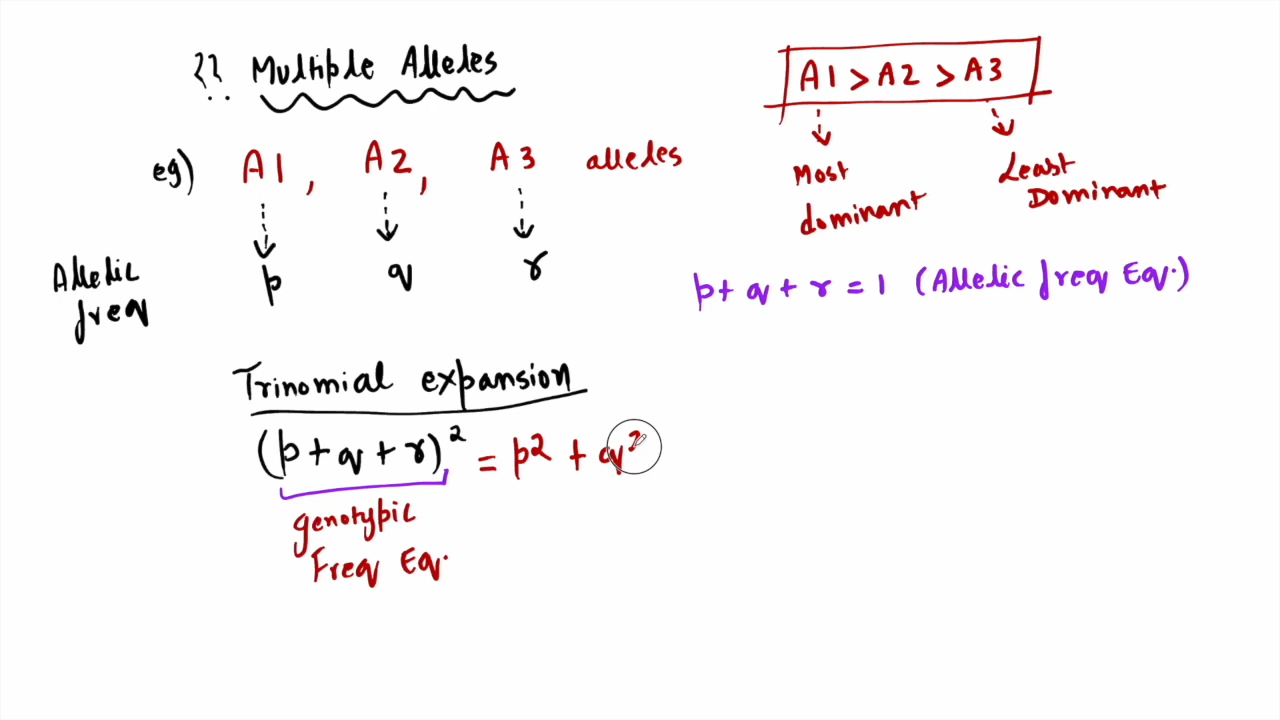 ?? Multiple Alleles
A1 > A2 > A3
eg) A1, A2, A3 alleles
Most
dominant
Least
Dominant
Allelic
freq
p q r
p + q + r = 1 (Allelic freq Eq.)
Trinomial expansion
(p + q + r)² = p² + q²
genotypic
Freq Eq.